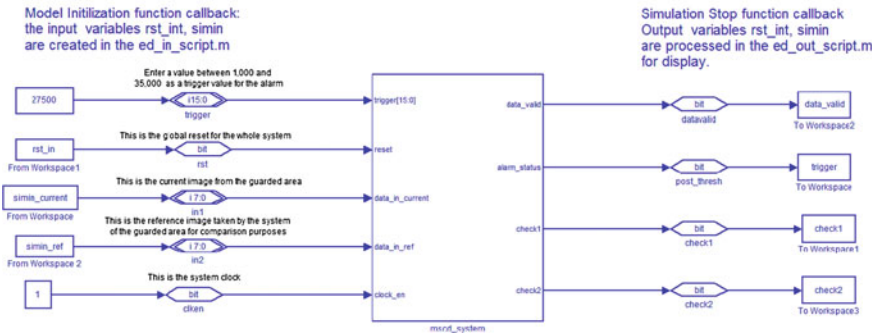 Model Initilization function callback:
the input variables rst_int, simin
are created in the ed_in_script.m
Simulation Stop function callback
Output variables rst_int, simin
are processed in the ed_out_script.m
for display.
Enter a value between 1,000 and
35,000 as a trigger value for the alarm
27500
i15:0
trigger
trigger[15:0]
This is the global reset for the whole system
rst_in
From Workspace1
bit
rst
reset
This is the current image from the guarded area
simin_current
From Workspace
i 7:0
in1
data_in_current
This is the reference image taken by the system
of the guarded area for comparison purposes
simin_ref
From Workspace 2
i 7:0
in2
data_in_ref
This is the system clock
1
bit
clken
clock_en
mscd_system
data_valid
bit
datavalid
data_valid
To Workspace2
alarm_status
bit
post_thresh
trigger
To Workspace
check1
bit
check1
check1
To Workspace1
check2
bit
check2
check2
To Workspace3